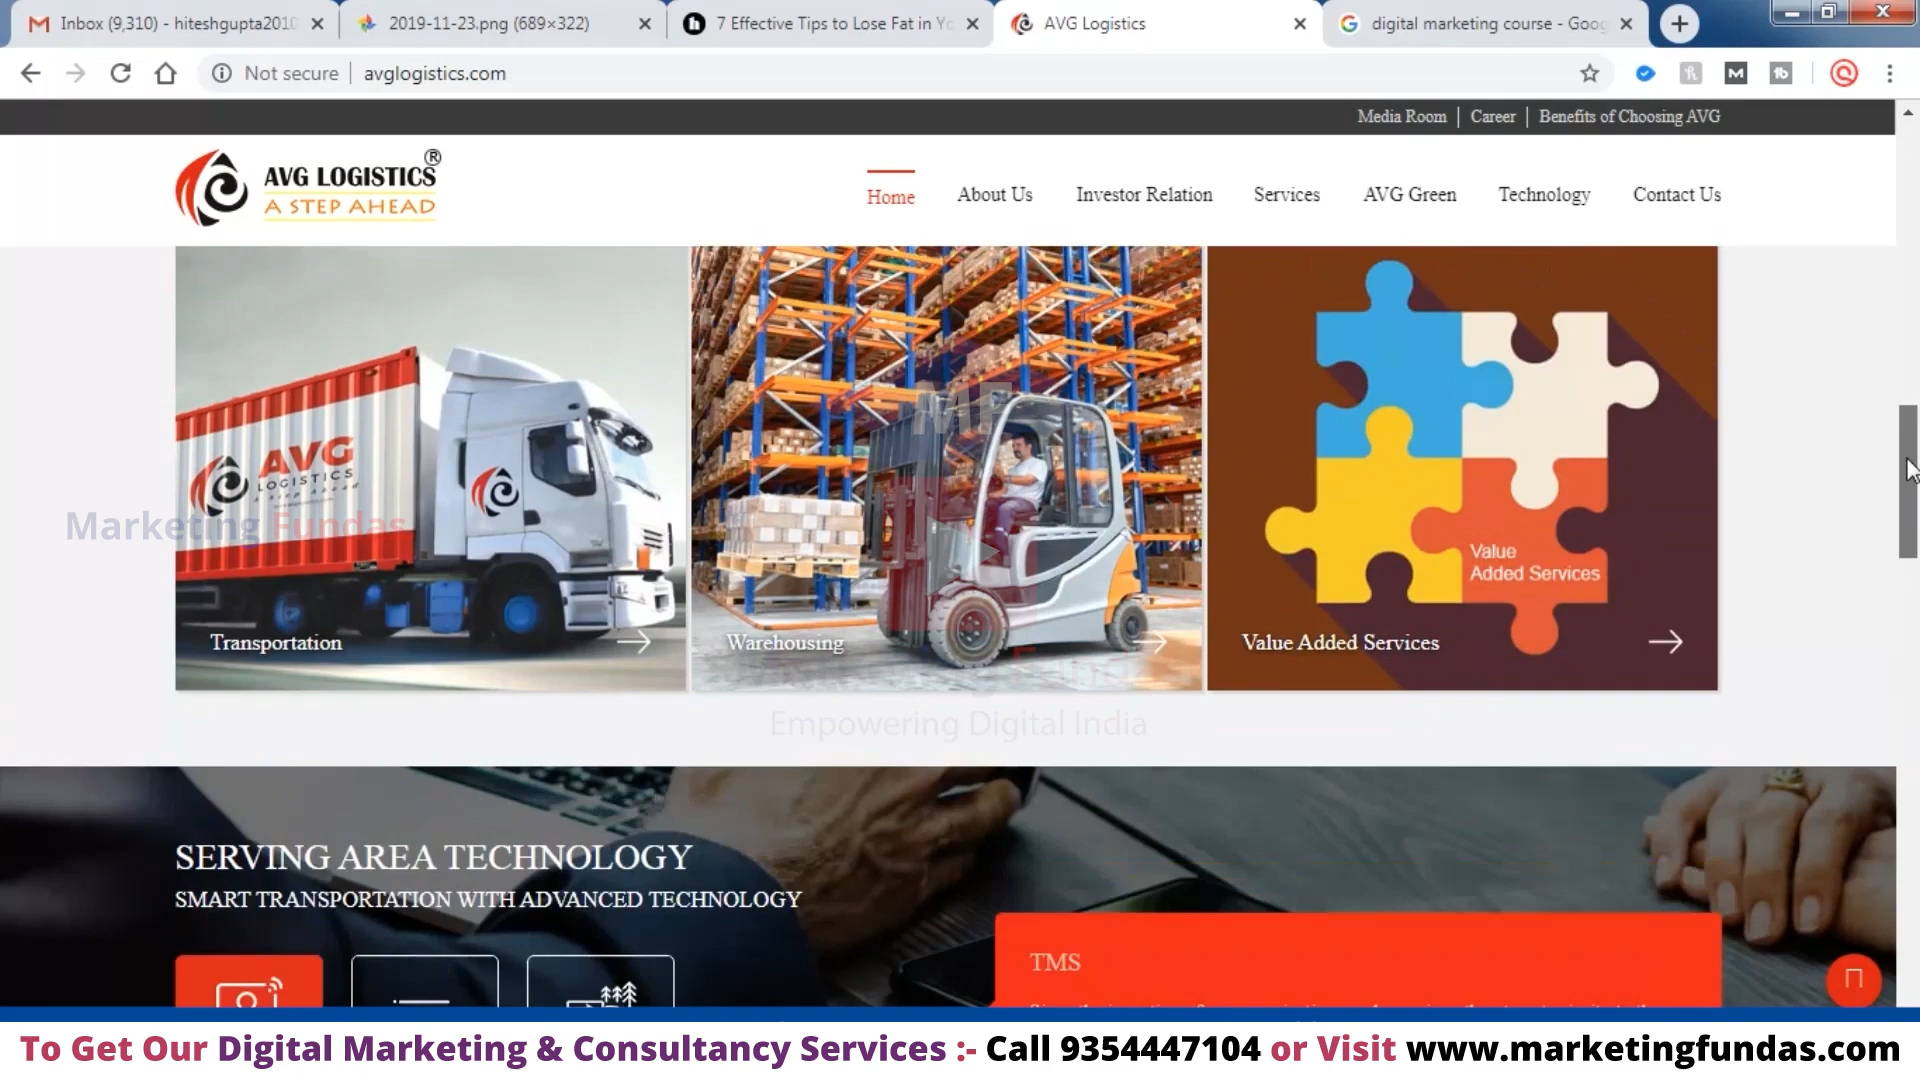 Inbox (9,310) - hiteshgupta2010
2019-11-23.png (689×322)
7 Effective Tips to Lose Fat in Yo
AVG Logistics
digital marketing course - Goog
Not secure
avglogistics.com
Media Room
Career
Benefits of Choosing AVG
AVG LOGISTICS®
A STEP AHEAD
Home
About Us
Investor Relation
Services
AVG Green
Technology
Contact Us
AVG
LOGISTICS
Marketing Fundas
MF
Value
Added Services
Transportation
Warehousing
Value Added Services
Empowering Digital India
SERVING AREA TECHNOLOGY
SMART TRANSPORTATION WITH ADVANCED TECHNOLOGY
TMS
To Get Our Digital Marketing & Consultancy Services :- Call 9354447104 or Visit www.marketingfundas.com